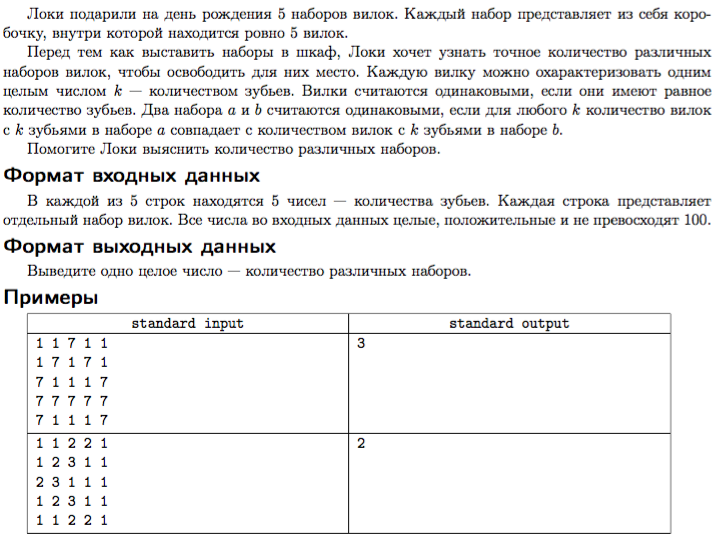 Локи подарили на день рождения 5 наборов вилок. Каждый набор представляет из себя коро-
бочку, внутри которой находится ровно 5 вилок.
Перед тем как выставить наборы в шкаф, Локи хочет узнать точное количество различных
наборов вилок, чтобы освободить для них место. Каждую вилку можно охарактеризовать одним
целым числом k — количеством зубьев. Вилки считаются одинаковыми, если они имеют равное
количество зубьев. Два набора a и b считаются одинаковыми, если для любого k количество вилок
с k зубьями в наборе a совпадает с количеством вилок с k зубьями в наборе b.
Помогите Локи выяснить количество различных наборов.
Формат входных данных
В каждой из 5 строк находятся 5 чисел — количества зубьев. Каждая строка представляет
отдельный набор вилок. Все числа во входных данных целые, положительные и не превосходят 100.
Формат выходных данных
Выведите одно целое число — количество различных наборов.
Примеры
standard input standard output
1 1 7 1 1 3
1 7 1 7 1
7 1 1 1 7
7 7 7 7 7
7 1 1 1 7
1 1 2 2 1 2
1 2 3 1 1
2 3 1 1 1
1 2 3 1 1
1 1 2 2 1